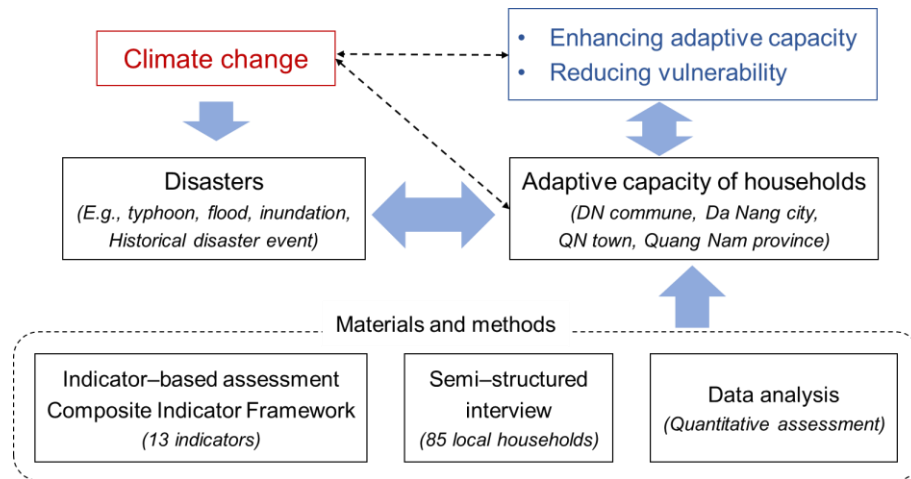 Climate change
• Enhancing adaptive capacity
• Reducing vulnerability
Disasters
(E.g., typhoon, flood, inundation,
Historical disaster event)
Adaptive capacity of households
(DN commune, Da Nang city,
QN town, Quang Nam province)
Materials and methods
Indicator–based assessment
Composite Indicator Framework
(13 indicators)
Semi–structured
interview
(85 local households)
Data analysis
(Quantitative assessment)